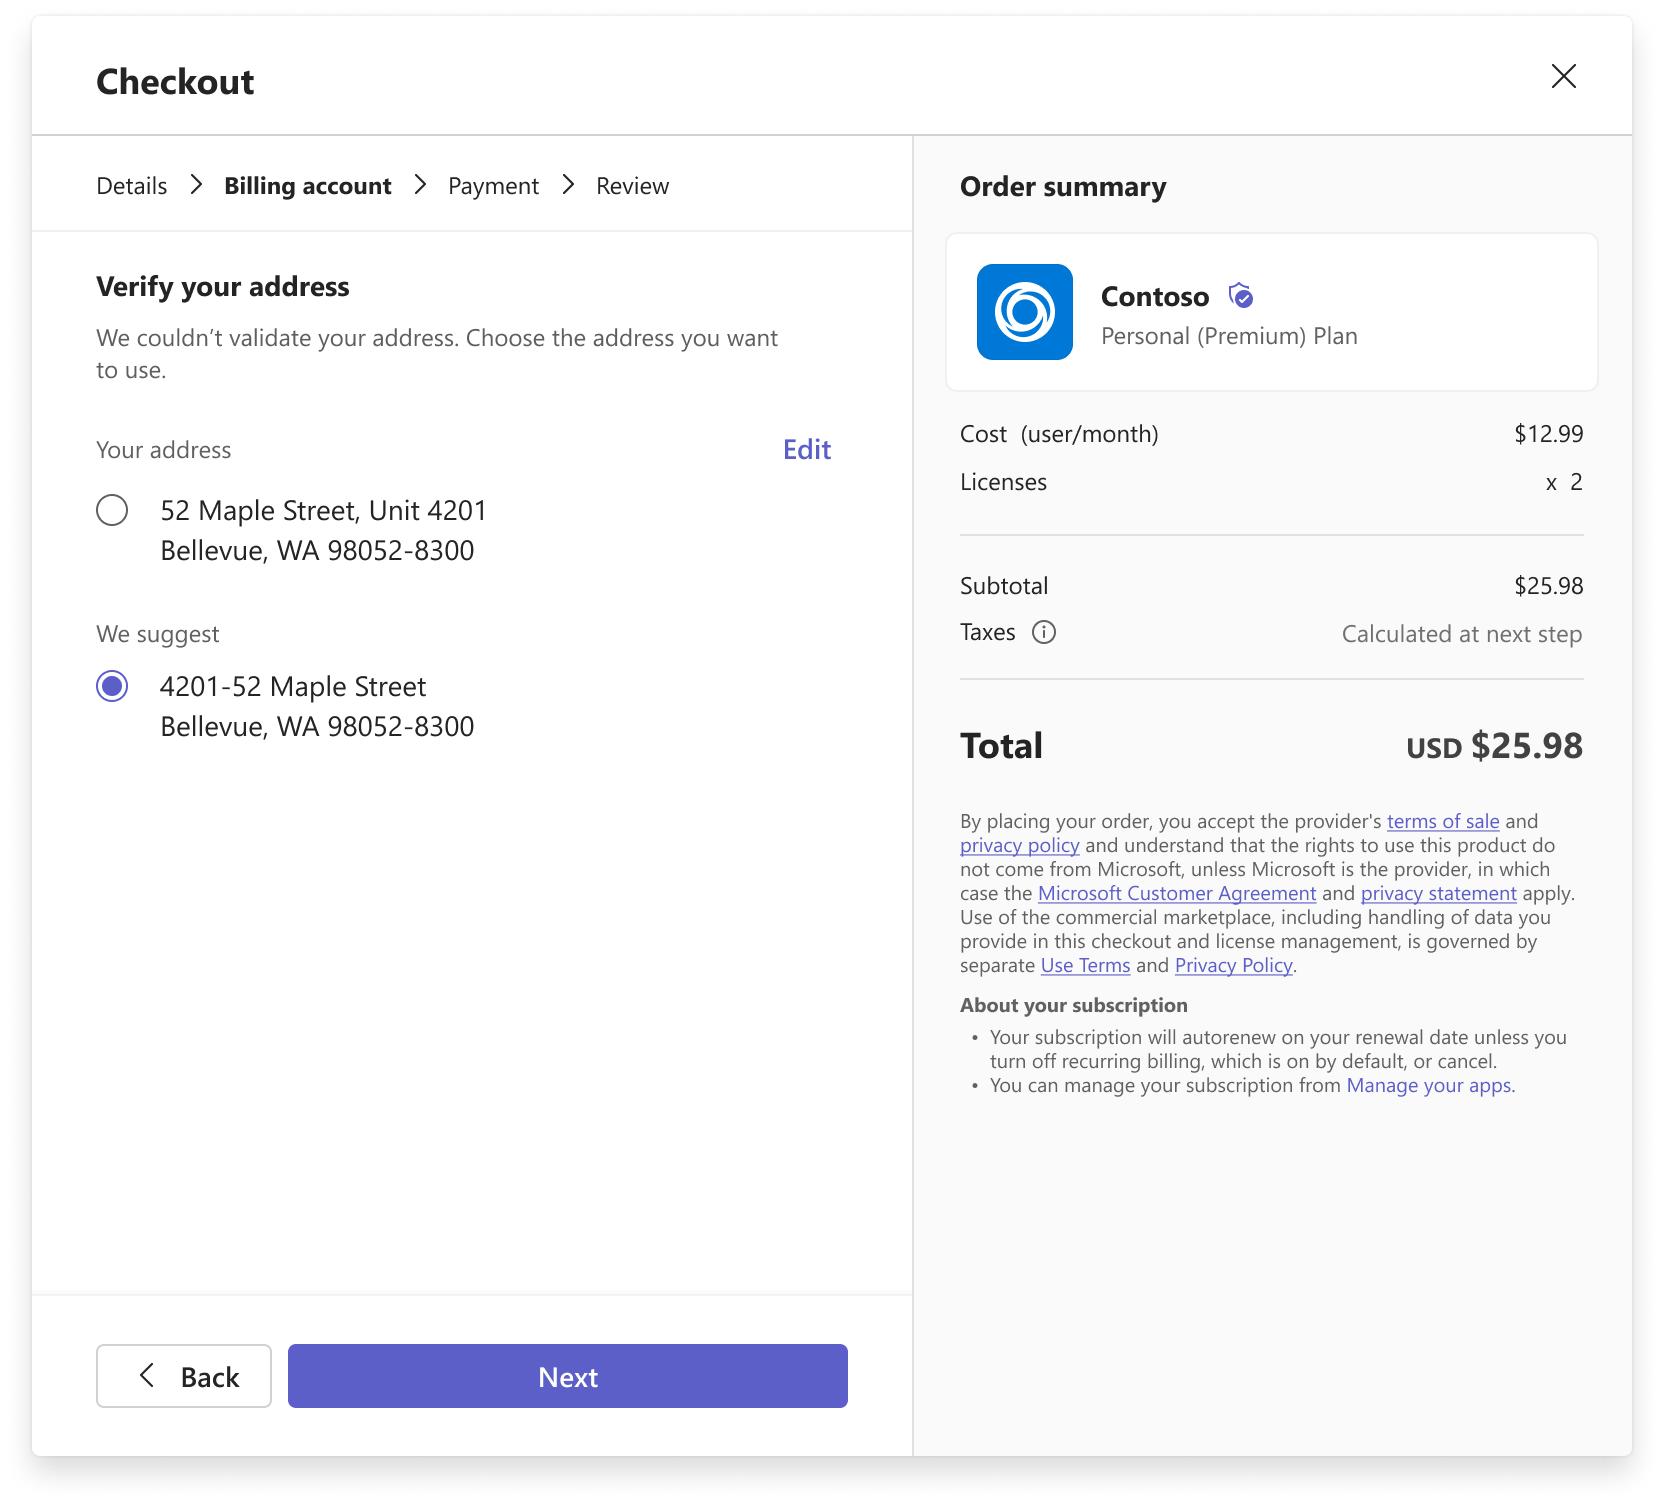 Checkout
Details > Billing account > Payment > Review
Verify your address
We couldn’t validate your address. Choose the address you want
to use.
Your address
Edit
52 Maple Street, Unit 4201
Bellevue, WA 98052-8300
We suggest
4201-52 Maple Street
Bellevue, WA 98052-8300
Back
Next
Order summary
Contoso
Personal (Premium) Plan
Cost (user/month) $12.99
Licenses x 2
Subtotal $25.98
Taxes Calculated at next step
Total USD $25.98
By placing your order, you accept the provider's terms of sale and
privacy policy and understand that the rights to use this product do
not come from Microsoft, unless Microsoft is the provider, in which
case the Microsoft Customer Agreement and privacy statement apply.
Use of the commercial marketplace, including handling of data you
provide in this checkout and license management, is governed by
separate Use Terms and Privacy Policy.
About your subscription
• Your subscription will autorenew on your renewal date unless you
turn off recurring billing, which is on by default, or cancel.
• You can manage your subscription from Manage your apps.